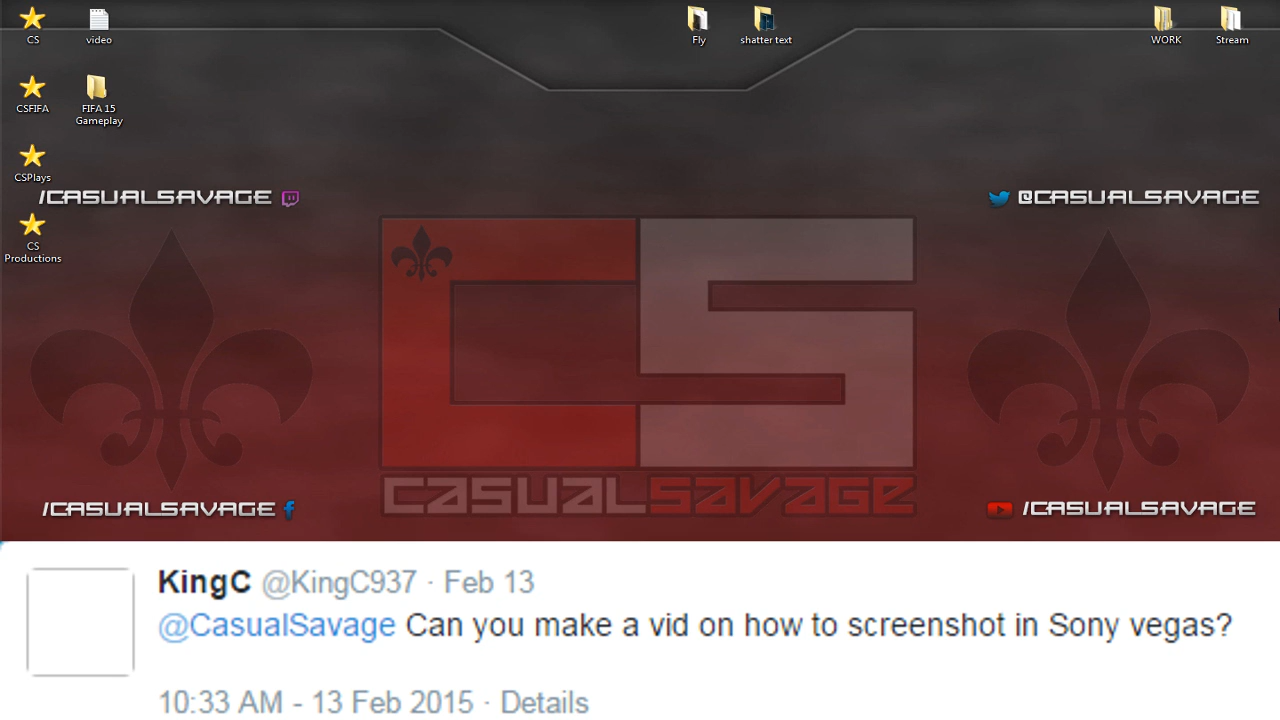 CS
video
Fly
shatter text
WORK
Stream
CSFIFA
FIFA 15
Gameplay
CSPlays
/CASUALSAVAGE
@CASUALSAVAGE
CS
Productions
CS
CASUALSAVAGE
/CASUALSAVAGE
/CASUALSAVAGE
KingC @KingC937 · Feb 13
@CasualSavage Can you make a vid on how to screenshot in Sony vegas?
10:33 AM - 13 Feb 2015 · Details